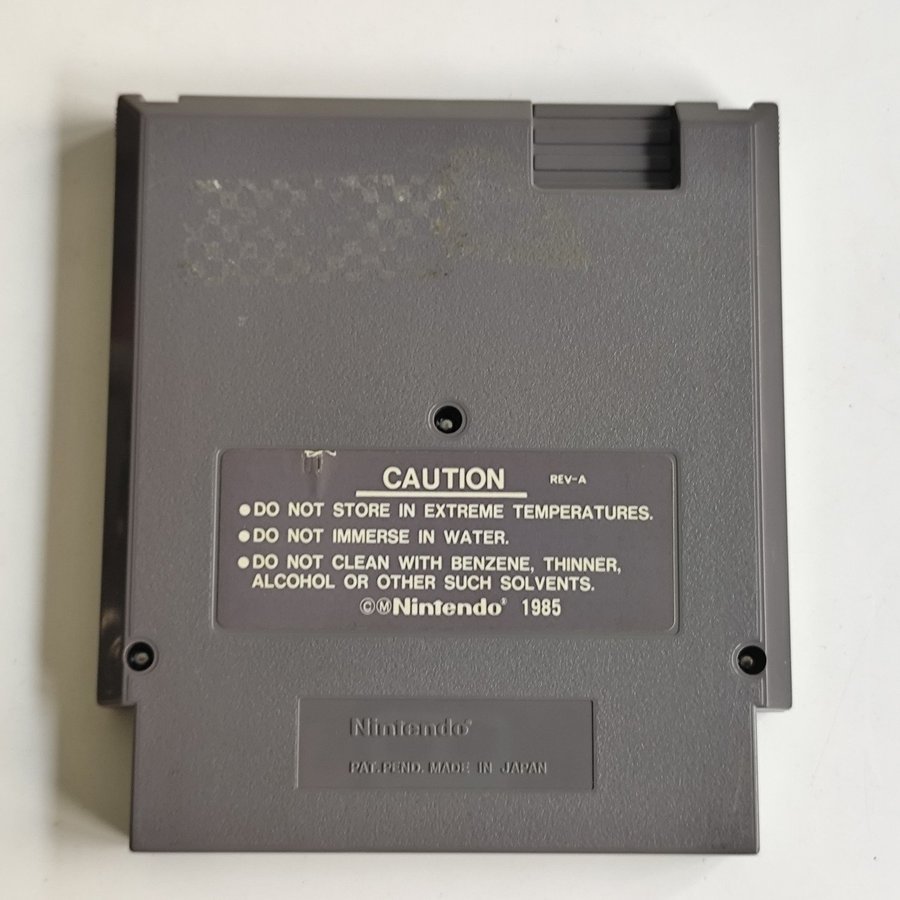 CAUTION REV-A
●DO NOT STORE IN EXTREME TEMPERATURES.
●DO NOT IMMERSE IN WATER.
●DO NOT CLEAN WITH BENZENE, THINNER,
ALCOHOL OR OTHER SUCH SOLVENTS.
©Ⓜ Nintendo® 1985
Nintendo®
PAT. PEND. MADE IN JAPAN